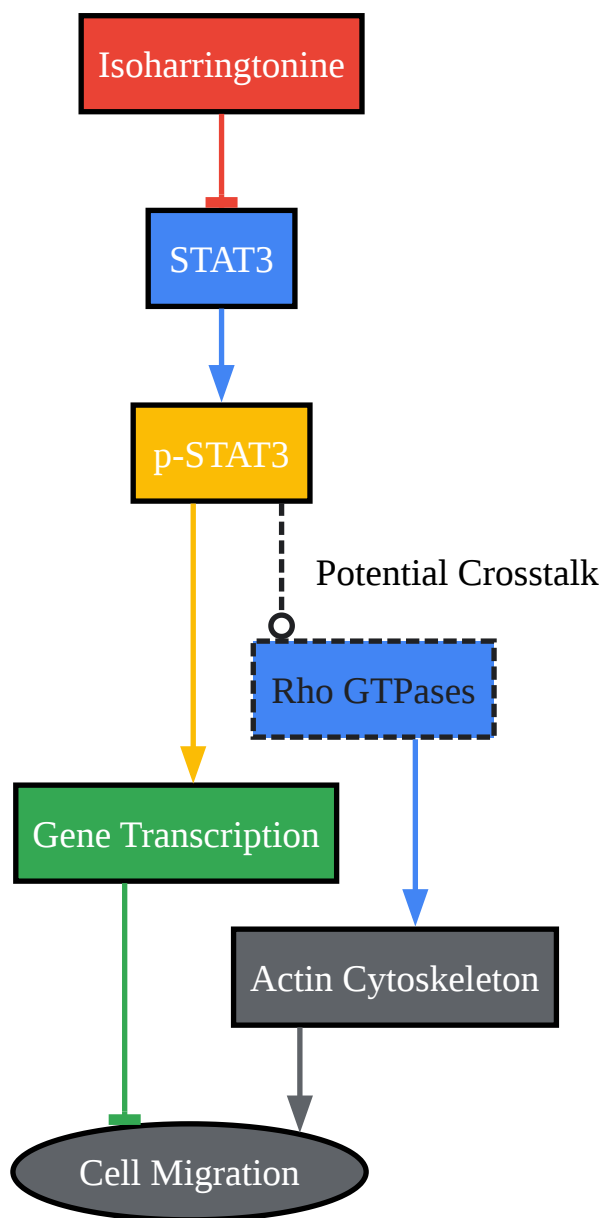 Isoharringtonine
STAT3
p-STAT3
Potential Crosstalk
Rho GTPases
Gene Transcription
Actin Cytoskeleton
Cell Migration